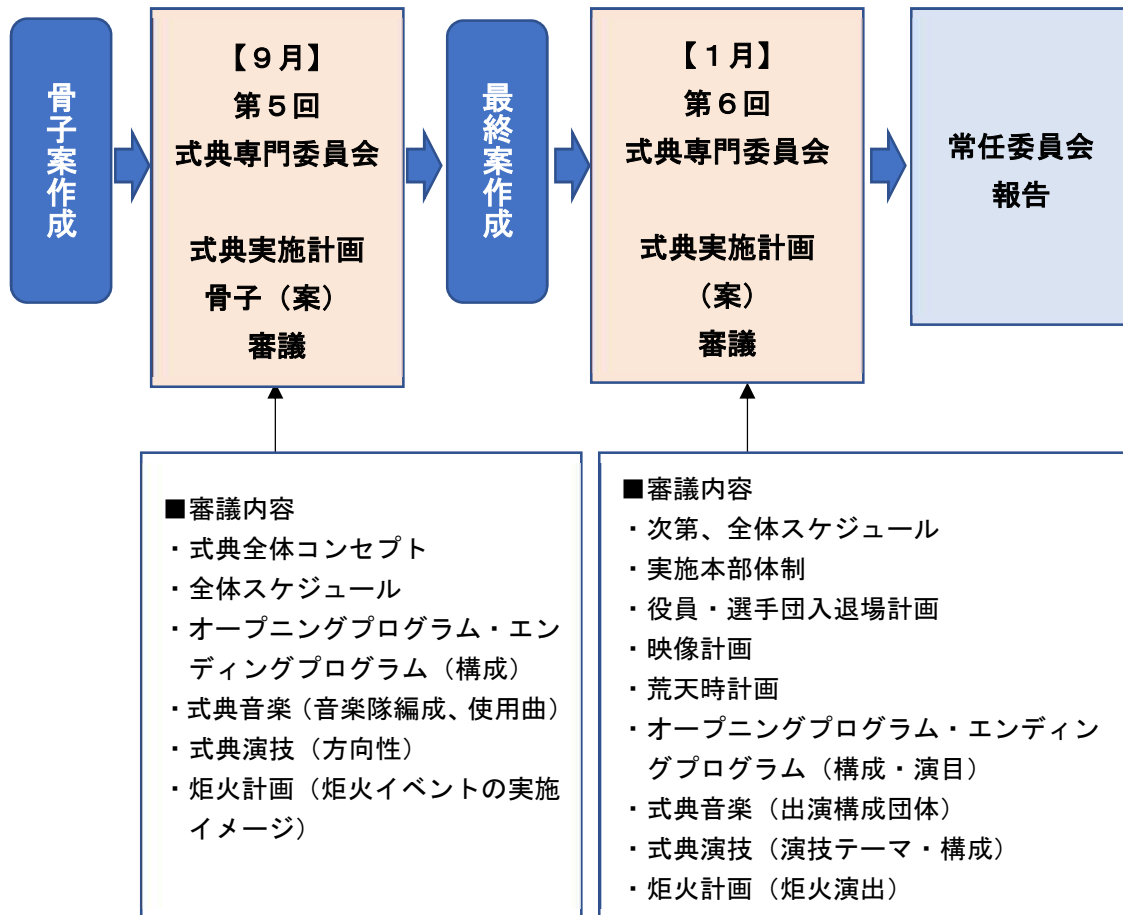 骨子案作成
【９月】
第５回
式典専門委員会
式典実施計画
骨子（案）
審議
最終案作成
【１月】
第６回
式典専門委員会
式典実施計画
（案）
審議
常任委員会
報告
■審議内容
・式典全体コンセプト
・全体スケジュール
・オープニングプログラム・エン
ディングプログラム（構成）
・式典音楽（音楽隊編成、使用曲）
・式典演技（方向性）
・炬火計画（炬火イベントの実施
イメージ）
■審議内容
・次第、全体スケジュール
・実施本部体制
・役員・選手団入退場計画
・映像計画
・荒天時計画
・オープニングプログラム・エンディン
グプログラム（構成・演目）
・式典音楽（出演構成団体）
・式典演技（演技テーマ・構成）
・炬火計画（炬火演出）